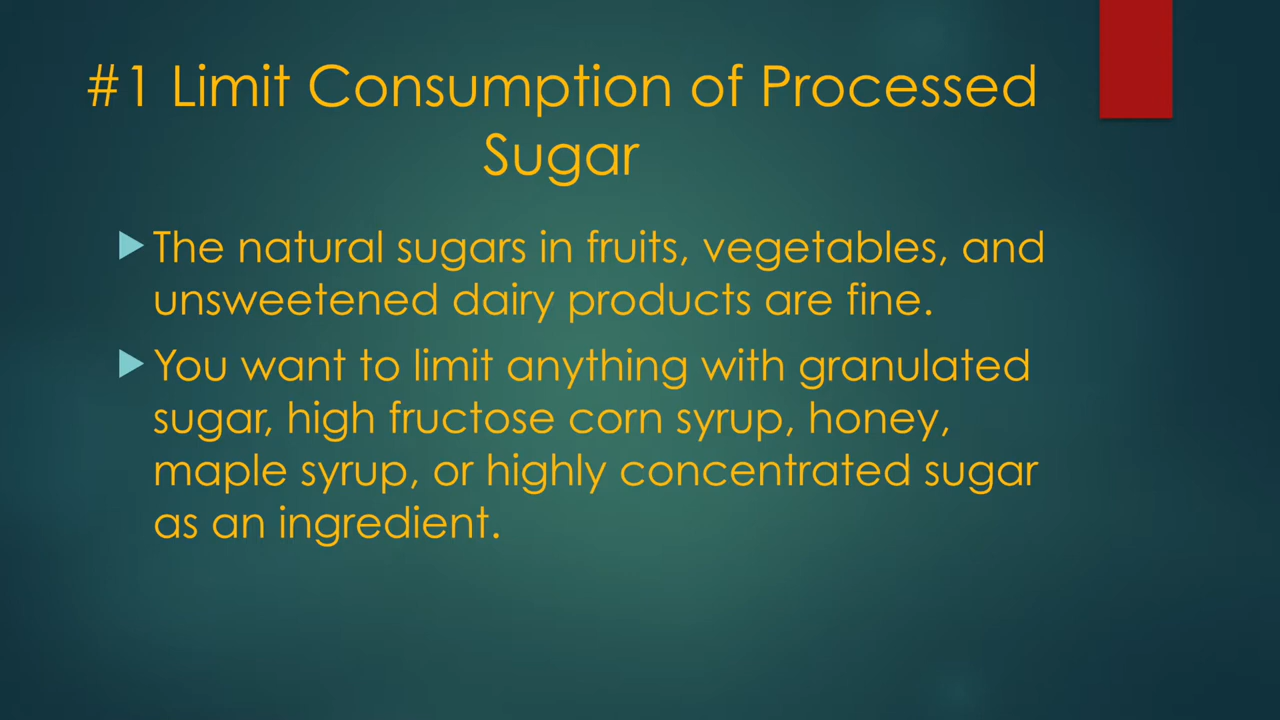 #1 Limit Consumption of Processed
Sugar
The natural sugars in fruits, vegetables, and
unsweetened dairy products are fine.
You want to limit anything with granulated
sugar, high fructose corn syrup, honey,
maple syrup, or highly concentrated sugar
as an ingredient.